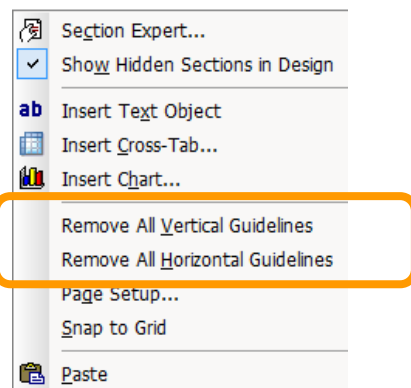 Section Expert...
Show Hidden Sections in Design
ab Insert Text Object
Insert Cross-Tab...
Insert Chart...
Remove All Vertical Guidelines
Remove All Horizontal Guidelines
Page Setup...
Snap to Grid
Paste